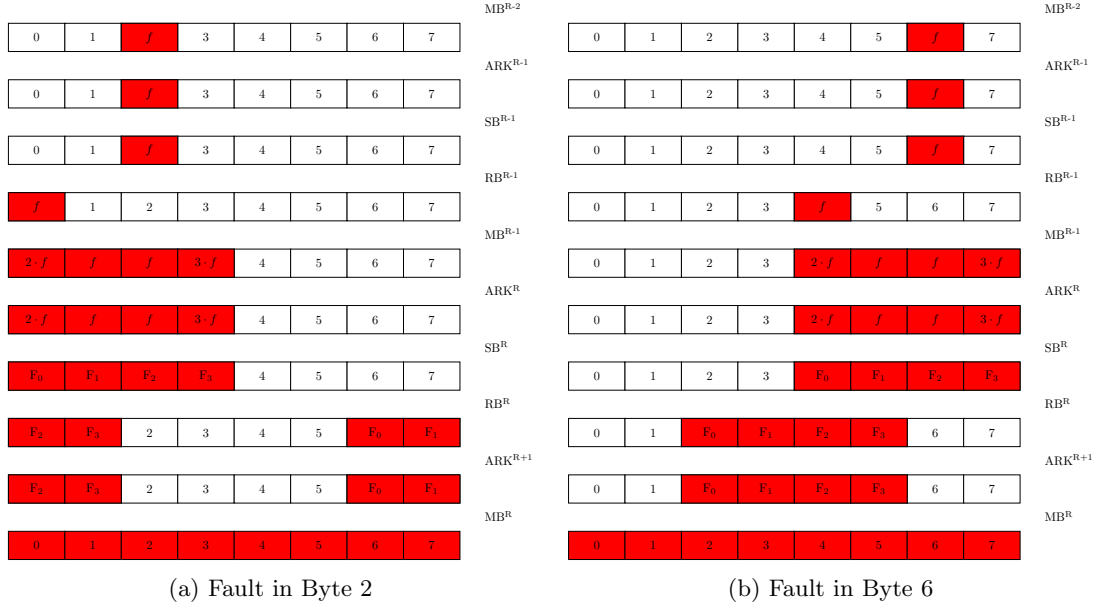 MB^R-2
0 1 f 3 4 5 6 7
ARK^R-1
0 1 f 3 4 5 6 7
SB^R-1
0 1 f 3 4 5 6 7
RB^R-1
f 1 2 3 4 5 6 7
MB^R-1
2 · f f f 3 · f 4 5 6 7
ARK^R
2 · f f f 3 · f 4 5 6 7
SB^R
F₀ F₁ F₂ F₃ 4 5 6 7
RB^R
F₂ F₃ 2 3 4 5 F₀ F₁
ARK^R+1
F₂ F₃ 2 3 4 5 F₀ F₁
MB^R
0 1 2 3 4 5 6 7
(a) Fault in Byte 2
MB^R-2
0 1 2 3 4 5 f 7
ARK^R-1
0 1 2 3 4 5 f 7
SB^R-1
0 1 2 3 4 5 f 7
RB^R-1
0 1 2 3 f 5 6 7
MB^R-1
0 1 2 3 2 · f f f 3 · f
ARK^R
0 1 2 3 2 · f f f 3 · f
SB^R
0 1 2 3 F₀ F₁ F₂ F₃
RB^R
0 1 F₀ F₁ F₂ F₃ 6 7
ARK^R+1
0 1 F₀ F₁ F₂ F₃ 6 7
MB^R
0 1 2 3 4 5 6 7
(b) Fault in Byte 6